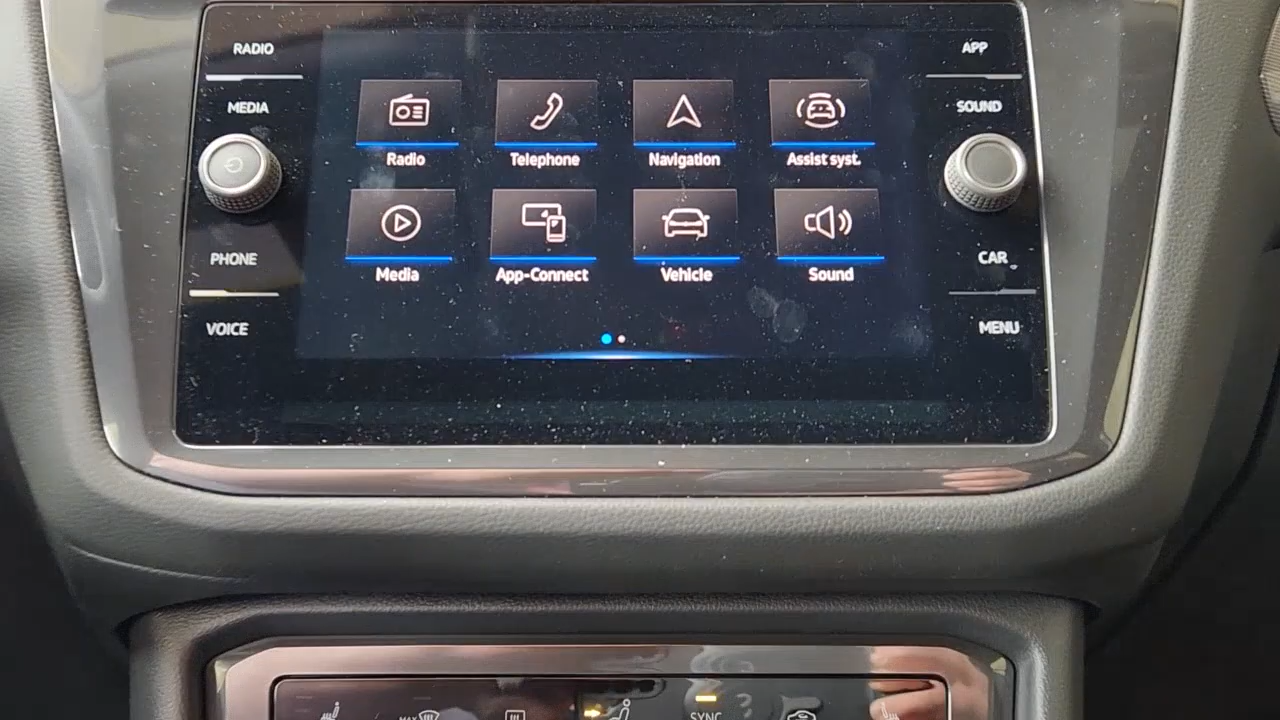 RADIO
APP
MEDIA
SOUND
Radio
Telephone
Navigation
Assist syst.
PHONE
CAR
Media
App-Connect
Vehicle
Sound
VOICE
MENU
MAX
SYNC